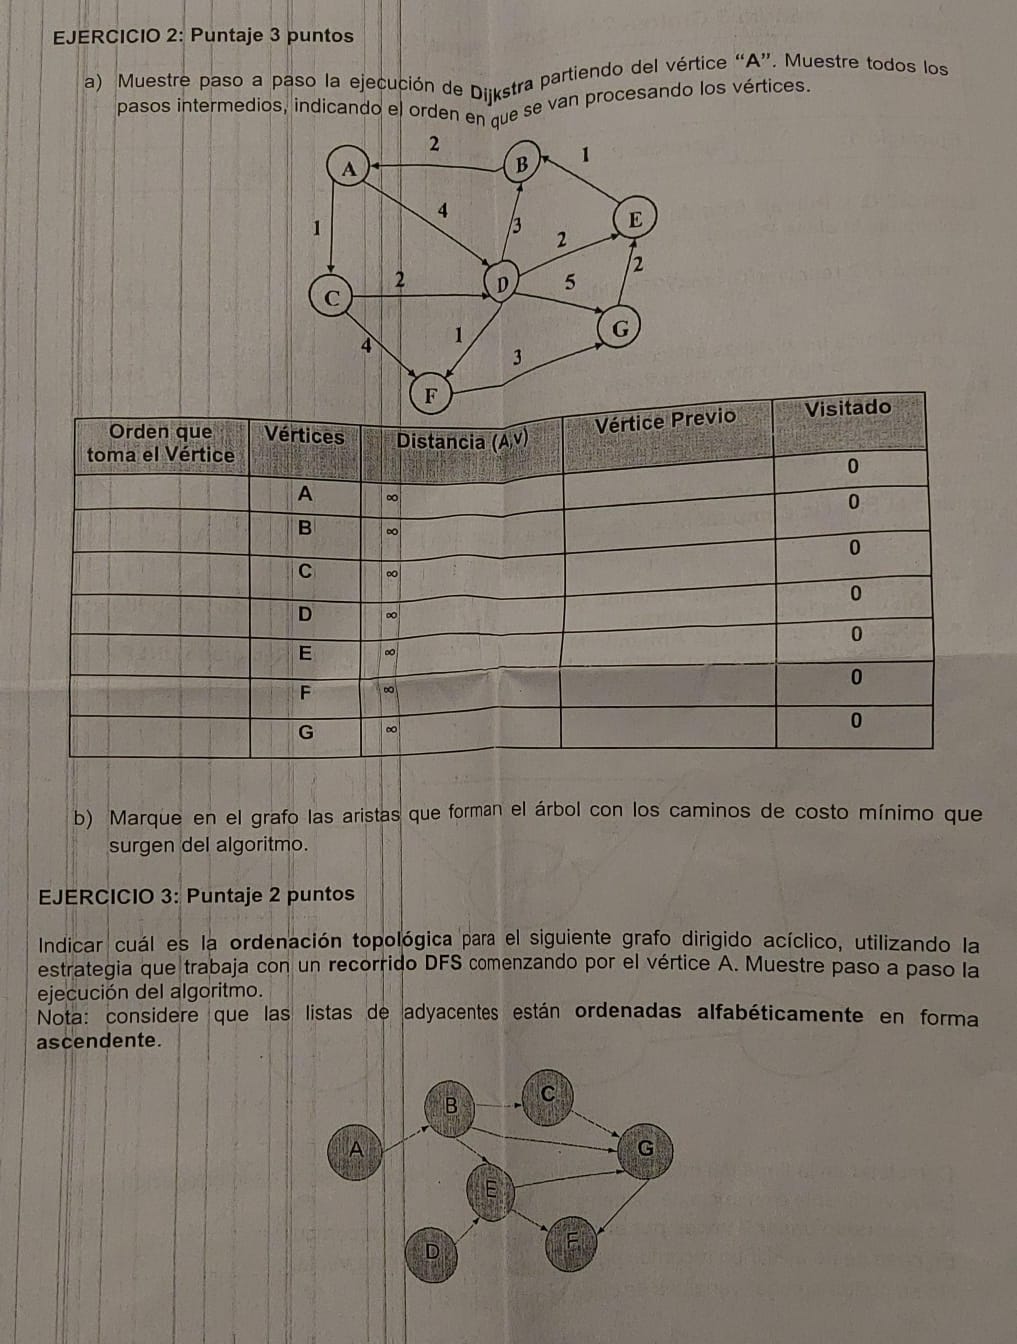 EJERCICIO 2: Puntaje 3 puntos
a) Muestre paso a paso la ejecución de Dijkstra partiendo del vértice “A”. Muestre todos los
pasos intermedios, indicando el orden en que se van procesando los vértices.
2
A
B
1
4
E
1
3
2
2
D
5
2
C
G
1
4
3
F
Orden que toma el Vértice Vértices Distancia (A,v) Vértice Previo Visitado
A ∞ 0
B ∞ 0
C ∞ 0
D ∞ 0
E ∞ 0
F ∞ 0
G ∞ 0
b) Marque en el grafo las aristas que forman el árbol con los caminos de costo mínimo que
surgen del algoritmo.
EJERCICIO 3: Puntaje 2 puntos
Indicar cuál es la ordenación topológica para el siguiente grafo dirigido acíclico, utilizando la
estrategia que trabaja con un recorrido DFS comenzando por el vértice A. Muestre paso a paso la
ejecución del algoritmo.
Nota: considere que las listas de adyacentes están ordenadas alfabéticamente en forma
ascendente.
C
B
A
G
E
D
F